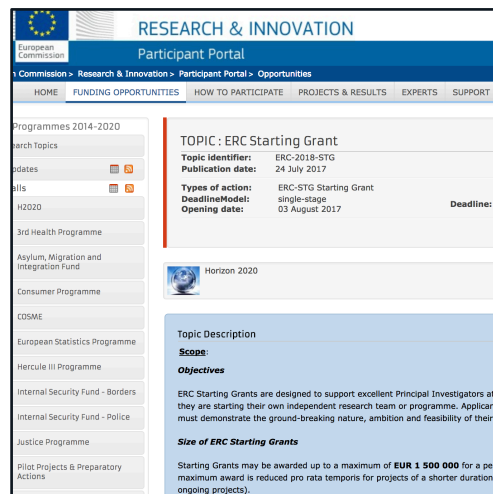 RESEARCH & INNOVATION
European
Commission
Participant Portal
Commission > Research & Innovation > Participant Portal > Opportunities
HOME FUNDING OPPORTUNITIES HOW TO PARTICIPATE PROJECTS & RESULTS EXPERTS SUPPORT
Programmes 2014-2020
Topics
H2020
3rd Health Programme
Asylum, Migration and
Integration Fund
Consumer Programme
COSME
European Statistics Programme
Hercule III Programme
Internal Security Fund - Borders
Internal Security Fund - Police
Justice Programme
Pilot Projects & Preparatory
Actions
TOPIC : ERC Starting Grant
Topic identifier: ERC-2018-STG
Publication date: 24 July 2017
Types of action: ERC-STG Starting Grant
DeadlineModel: single-stage
Opening date: 03 August 2017
Deadline:
Horizon 2020
Topic Description
Scope:
Objectives
ERC Starting Grants are designed to support excellent Principal Investigators at
they are starting their own independent research team or programme.
must demonstrate the ground-breaking nature, ambition and feasibility of their
Size of ERC Starting Grants
Starting Grants may be awarded up to a maximum of EUR 1 500 000 for a
maximum award is reduced pro rata temporis for projects of a shorter duration
ongoing projects).